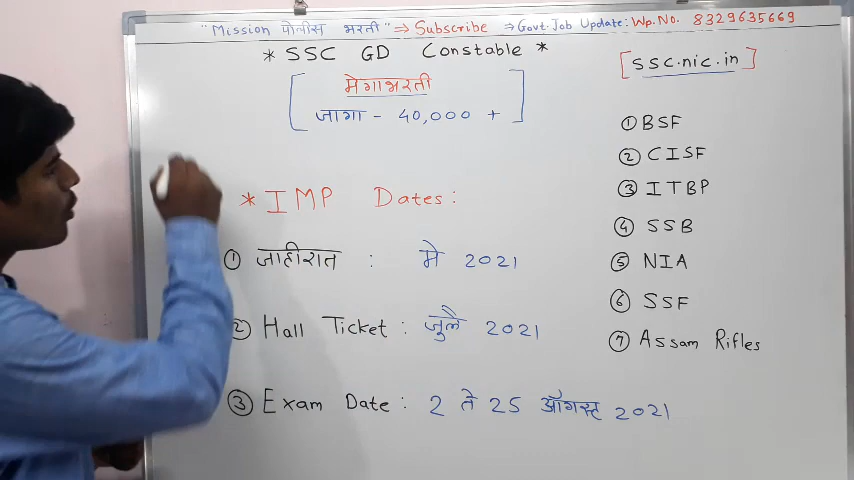 "Mission पोलीस भरती" → Subscribe ⇒ Govt. Job Update: Wp. No. 8329635669
* SSC GD Constable *
[ मेगाभरती
जागा - 40,000 + ]
* IMP Dates:
① जाहीरात : मे 2021
② Hall Ticket : जुलै 2021
③ Exam Date : 2 ते 25 ऑगस्ट 2021
[ssc.nic.in]
① BSF
② CISF
③ ITBP
④ SSB
⑤ NIA
⑥ SSF
⑦ Assam Rifles